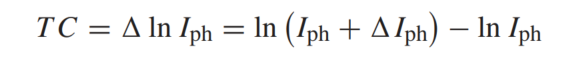 TC = Δ ln I_ph = ln (I_ph + Δ I_ph) − ln I_ph